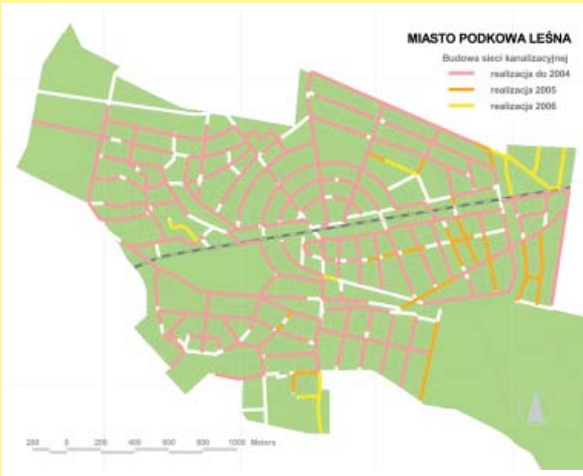 MIASTO PODKOWA LEŚNA
Budowa sieci kanalizacyjnej
realizacja do 2004
realizacja 2005
realizacja 2006
200 0 200 400 600 800 1000 Meters